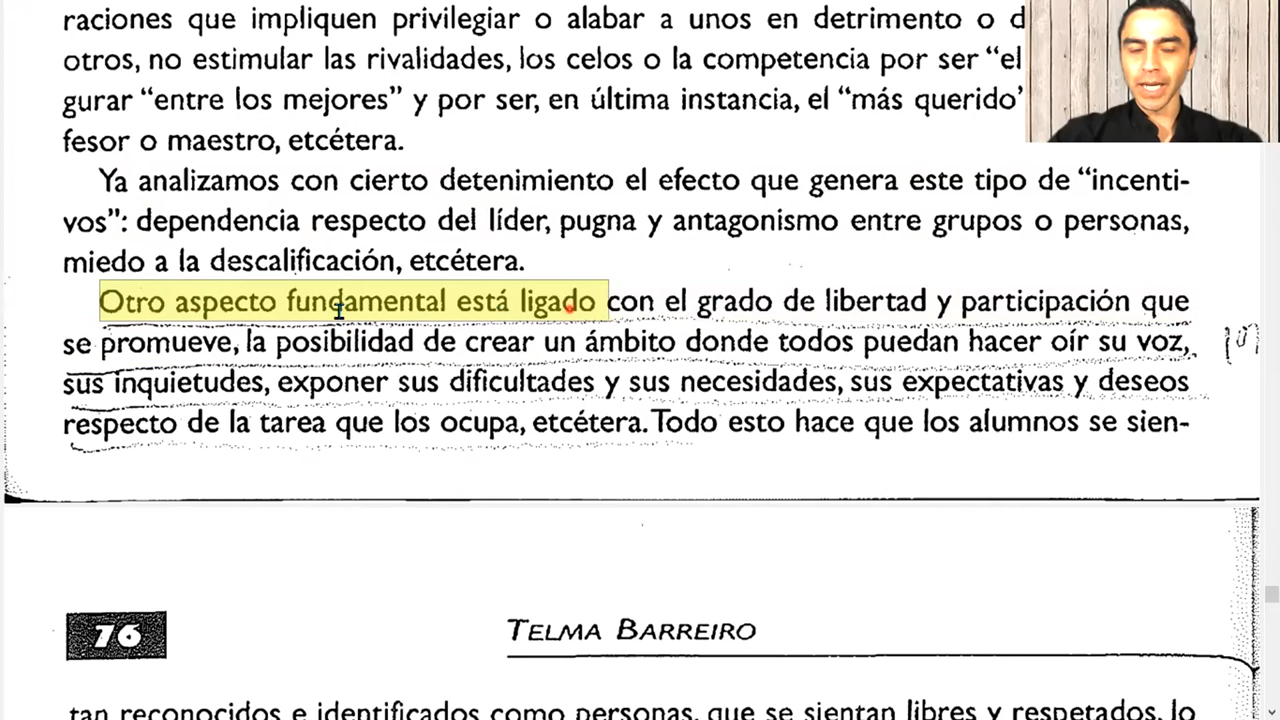 raciones que impliquen privilegiar o alabar a unos en detrimento o d
otros, no estimular las rivalidades, los celos o la competencia por ser “el
gurar “entre los mejores” y por ser, en última instancia, el “más querido”
fesor o maestro, etcétera.
Ya analizamos con cierto detenimiento el efecto que genera este tipo de “incenti-
vos”: dependencia respecto del líder, pugna y antagonismo entre grupos o personas,
miedo a la descalificación, etcétera.
Otro aspecto fundamental está ligado con el grado de libertad y participación que
se promueve, la posibilidad de crear un ámbito donde todos puedan hacer oír su voz,
sus inquietudes, exponer sus dificultades y sus necesidades, sus expectativas y deseos
respecto de la tarea que los ocupa, etcétera. Todo esto hace que los alumnos se sien-
76
TELMA BARREIRO
tan reconocidos e identificados como personas, que se sientan libres y respetados, lo